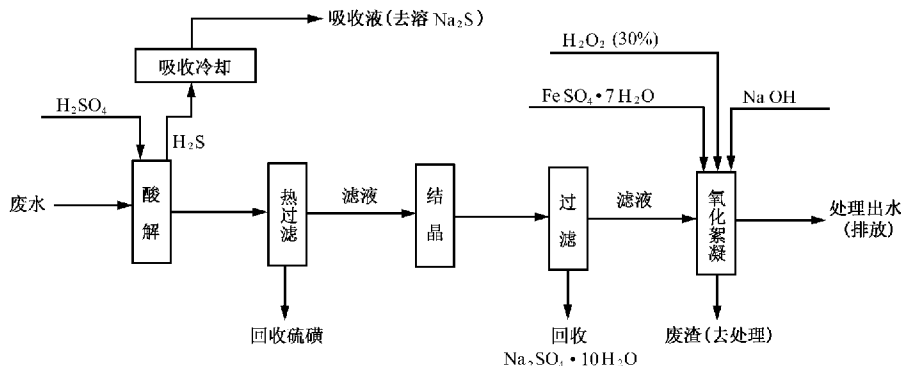 吸收液(去溶 Na₂S)
吸收冷却
H₂SO₄
H₂S
废水
酸解
热过滤
滤液
结晶
过滤
滤液
H₂O₂ (30%)
FeSO₄·7H₂O
NaOH
氧化絮凝
处理出水
(排放)
回收硫磺
回收
Na₂SO₄·10H₂O
废渣(去处理)